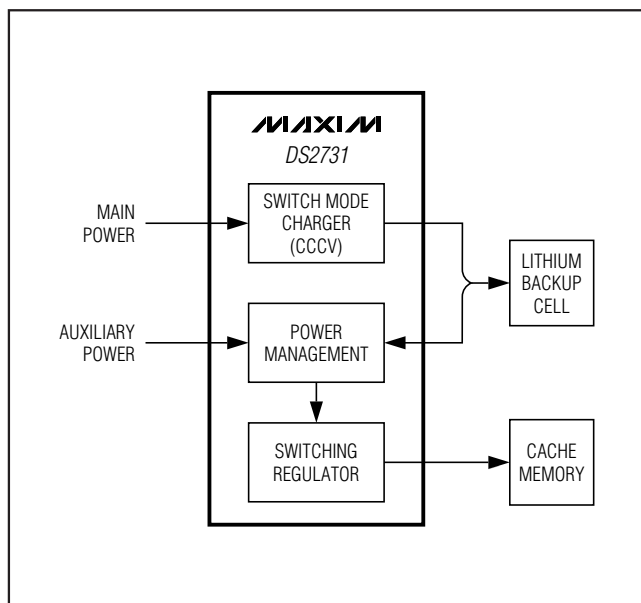 MAXIM
DS2731
MAIN
POWER
SWITCH MODE
CHARGER
(CCCV)
LITHIUM
BACKUP
CELL
AUXILIARY
POWER
POWER
MANAGEMENT
SWITCHING
REGULATOR
CACHE
MEMORY